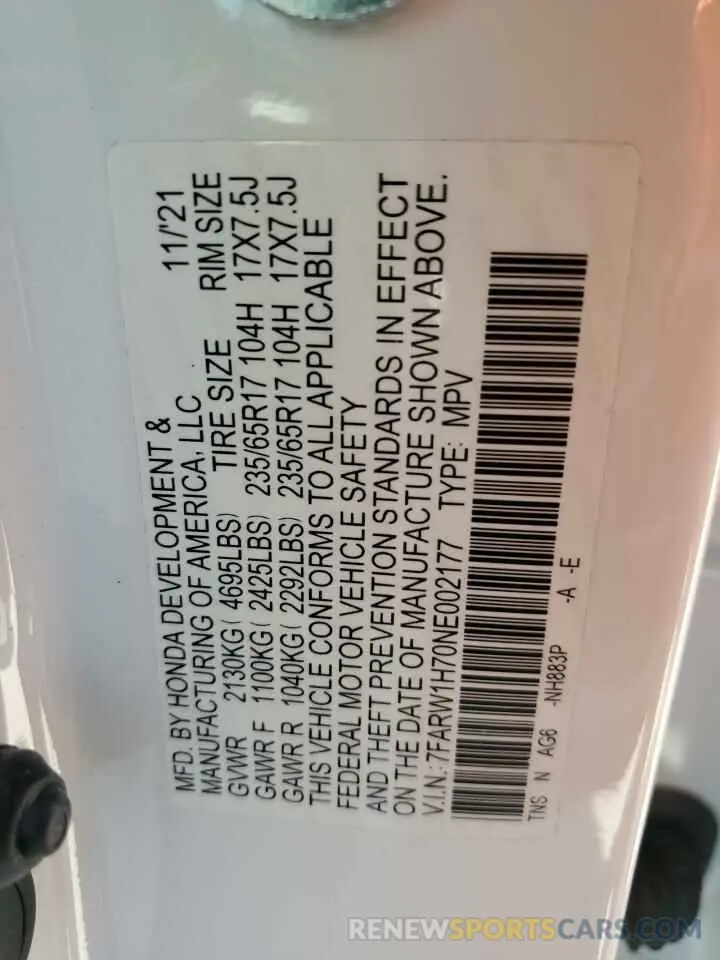 MFD. BY HONDA DEVELOPMENT & 11/'21
MANUFACTURING OF AMERICA, LLC
TIRE SIZE RIM SIZE
GVWR 2130KG( 4695LBS)
GAWR F 1100KG( 2425LBS) 235/65R17 104H 17X7.5J
GAWR R 1040KG( 2292LBS) 235/65R17 104H 17X7.5J
THIS VEHICLE CONFORMS TO ALL APPLICABLE
FEDERAL MOTOR VEHICLE SAFETY
AND THEFT PREVENTION STANDARDS IN EFFECT
ON THE DATE OF MANUFACTURE SHOWN ABOVE.
V.I.N.: 7FARW1H70NE002177 TYPE: MPV
TNS N AG6 -NH883P -A -E
RENEWSPORTSCARS.COM